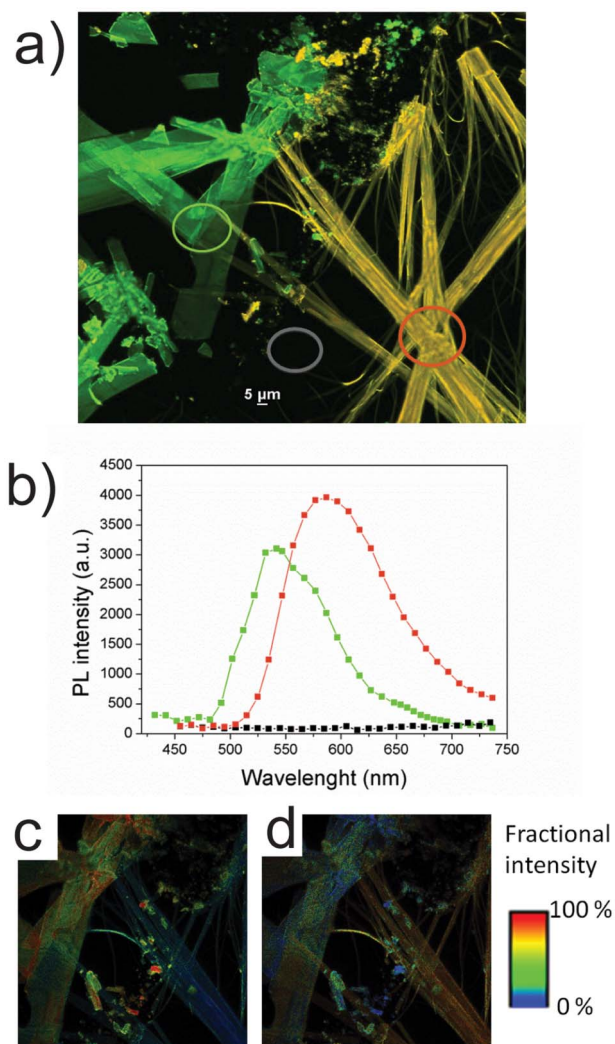 a)
5 µm
b)
4500
4000
3500
3000
2500
2000
1500
1000
500
0
PL intensity (a.u.)
450 500 550 600 650 700 750
Wavelenght (nm)
c d
Fractional
intensity
100 %
0 %